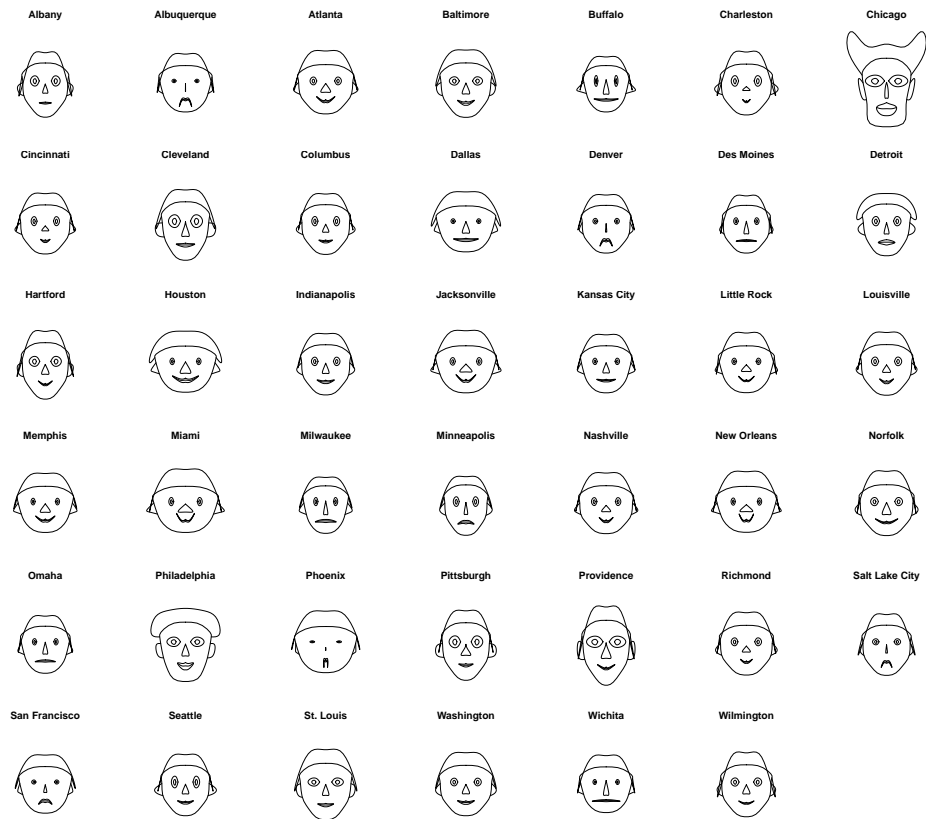 Albany Albuquerque Atlanta Baltimore Buffalo Charleston Chicago
Cincinnati Cleveland Columbus Dallas Denver Des Moines Detroit
Hartford Houston Indianapolis Jacksonville Kansas City Little Rock Louisville
Memphis Miami Milwaukee Minneapolis Nashville New Orleans Norfolk
Omaha Philadelphia Phoenix Pittsburgh Providence Richmond Salt Lake City
San Francisco Seattle St. Louis Washington Wichita Wilmington